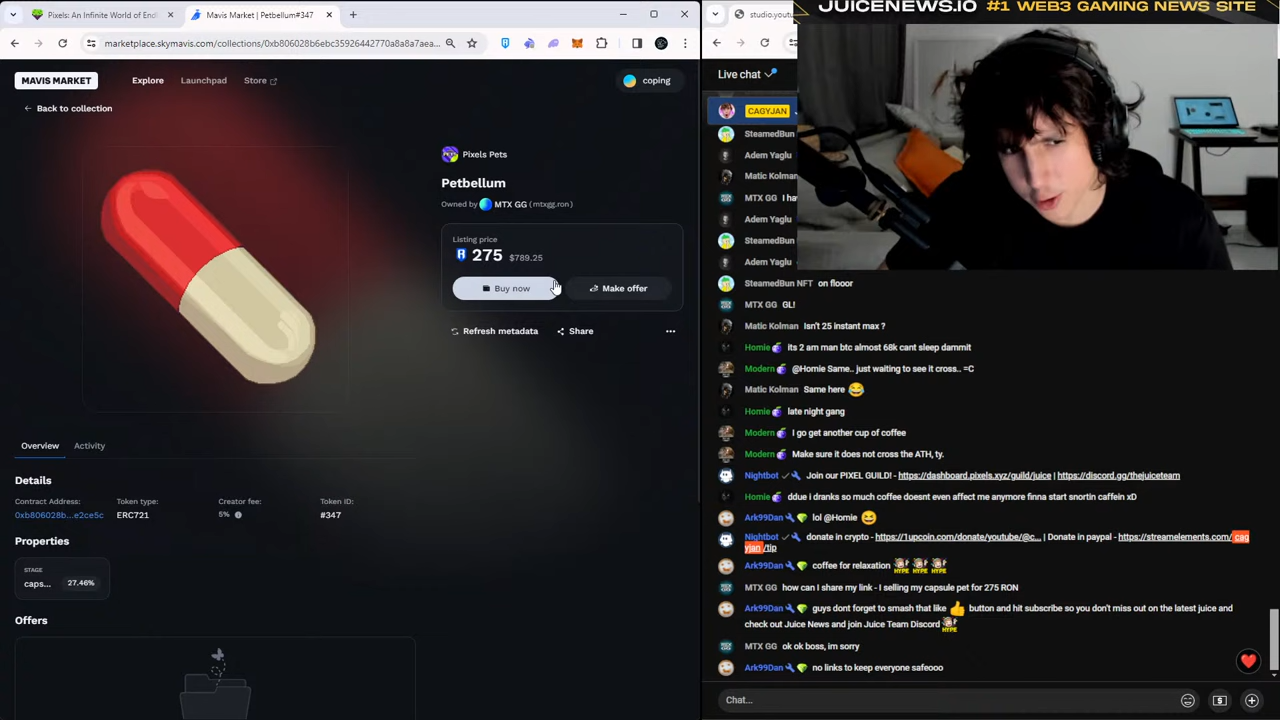 Pixels: An Infinite World of End
Mavis Market | Petbellum#347
marketplace.skymavis.com/collections/0xb806028b6ebc35926442770a8a8a7aea...
MAVIS MARKET
Explore
Launchpad
Store
coping
Back to collection
Pixels Pets
Petbellum
Owned by MTX GG (mtxgg.ron)
Listing price
275 $789.25
Buy now
Make offer
Refresh metadata
Share
Overview
Activity
Details
Contract Address:
Token type:
Creator fee:
Token ID:
0xb806028b...e2ce5c
ERC721
5%
#347
Properties
STAGE
caps...
27.46%
Offers
JUICENEWS.IO #1 WEB3 GAMING NEWS SITE
studio.yout
Live chat
CAGYJAN
SteamedBun
Adem Yaglu
Matic Kolman
MTX GG I ha
Adem Yaglu
SteamedBun
Adem Yaglu
SteamedBun NFT on flooor
MTX GG GL!
Matic Kolman Isn't 25 instant max ?
Homie its 2 am man btc almost 68k cant sleep dammit
Modern @Homie Same.. just waiting to see it cross.. =C
Matic Kolman Same here
Homie late night gang
Modern I go get another cup of coffee
Modern Make sure it does not cross the ATH, ty.
Nightbot Join our PIXEL GUILD! - https://dashboard.pixels.xyz/guild/juice | https://discord.gg/thejuiceteam
Homie ddue i dranks so much coffee doesnt even affect me anymore finna start snortin caffein xD
Ark99Dan lol @Homie
Nightbot donate in crypto - https://1upcoin.com/donate/youtube/@c... | Donate in paypal - https://streamelements.com/cag
yjan/tip
Ark99Dan coffee for relaxation HYPE HYPE HYPE
MTX GG how can I share my link - I selling my capsule pet for 275 RON
Ark99Dan guys dont forget to smash that like button and hit subscribe so you don't miss out on the latest juice and
check out Juice News and join Juice Team Discord HYPE
MTX GG ok ok boss, im sorry
Ark99Dan no links to keep everyone safeooo
Chat...